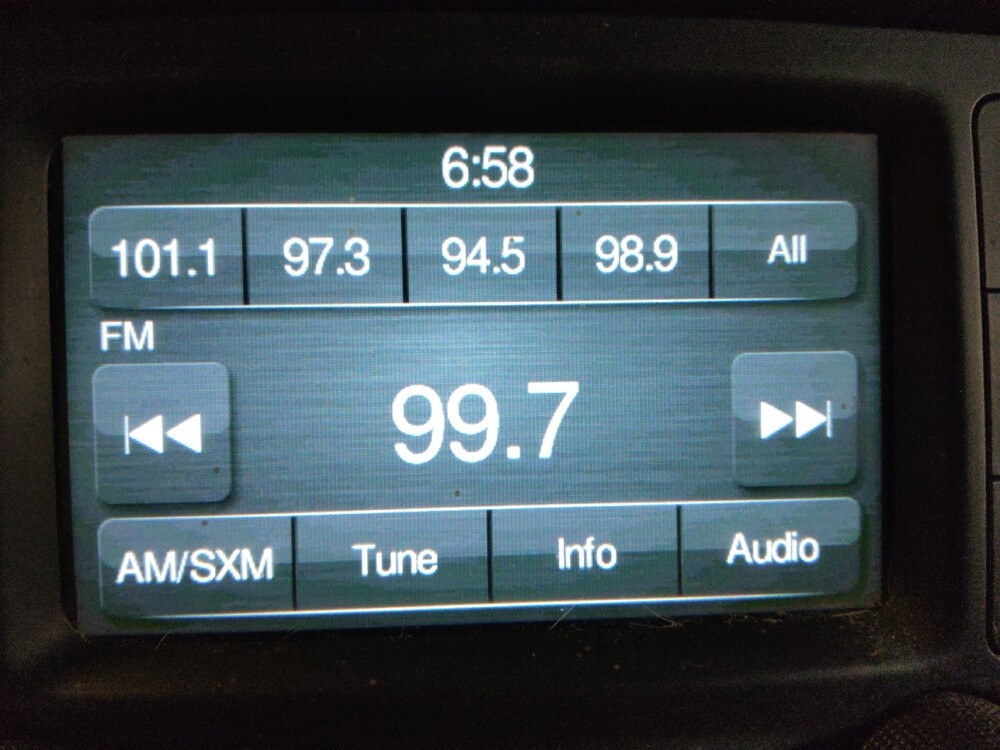 6:58
101.1 97.3 94.5 98.9 All
FM
99.7
AM/SXM Tune Info Audio